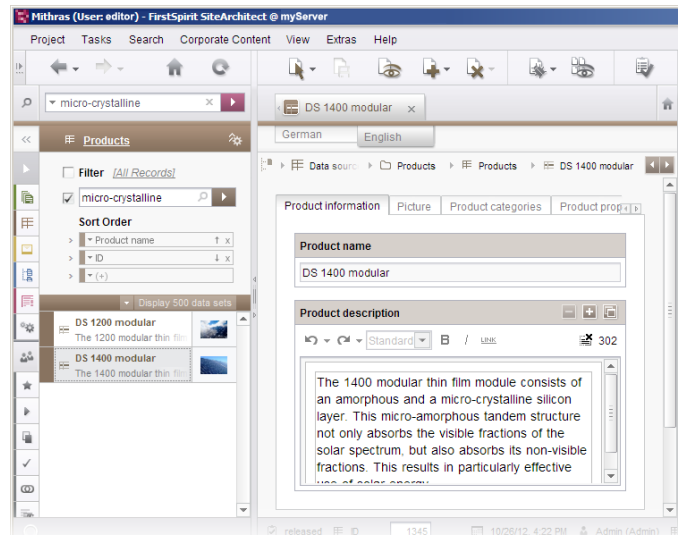 Mithras (User: editor) - FirstSpirit SiteArchitect @ myServer
Project Tasks Search Corporate Content View Extras Help
micro-crystalline
DS 1400 modular
Products
German English
Filter [All Records]
Data sourc Products Products DS 1400 modular
micro-crystalline
Product information Picture Product categories Product prop
Sort Order
Product name
ID
(+)
Product name
DS 1400 modular
Display 500 data sets
Product description
DS 1200 modular
The 1200 modular thin film
Standard B I LINK 302
DS 1400 modular
The 1400 modular thin film
The 1400 modular thin film module consists of
an amorphous and a micro-crystalline silicon
layer. This micro-amorphous tandem structure
not only absorbs the visible fractions of the
solar spectrum, but also absorbs its non-visible
fractions. This results in particularly effective
use of solar energy
released ID 1345 10/26/12, 4:22 PM Admin (Admin)